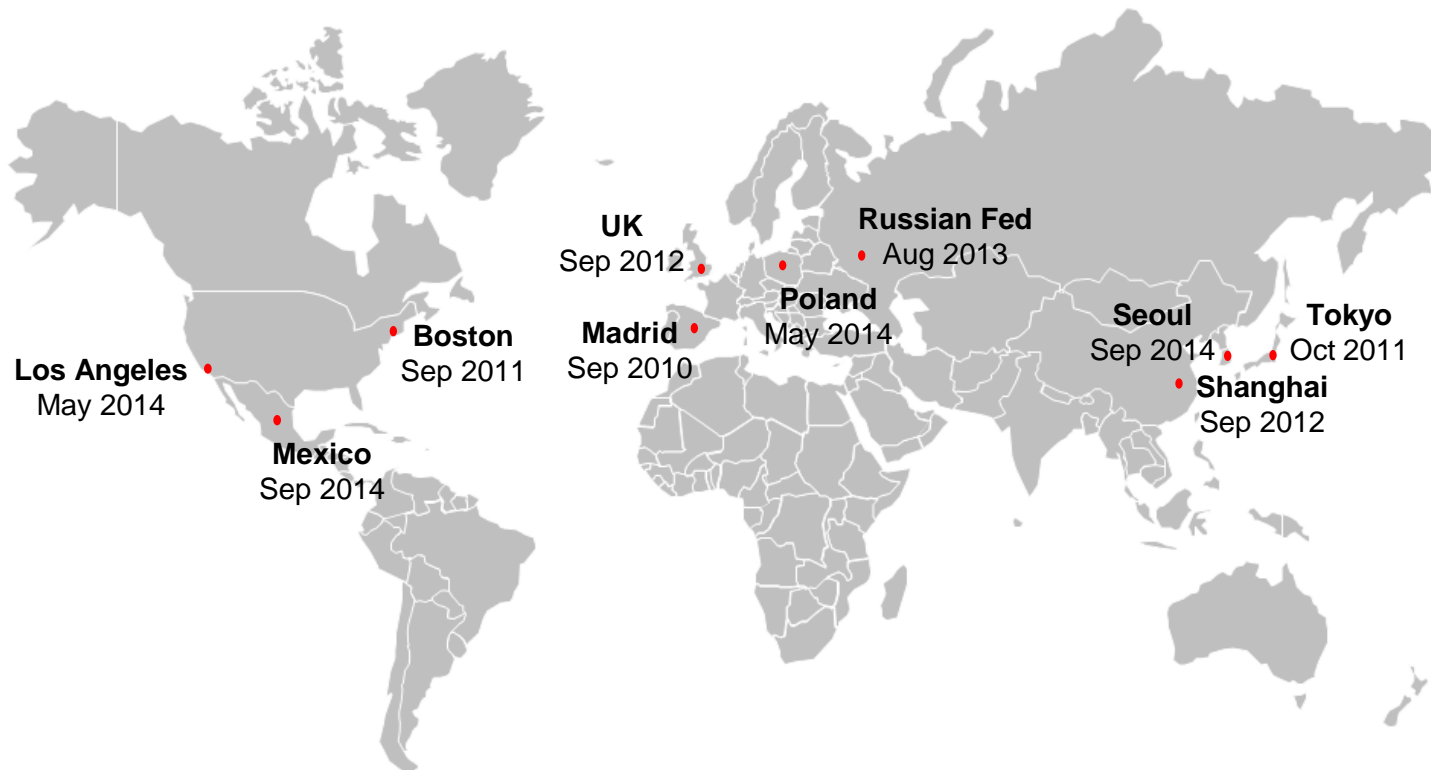 UK
Sep 2012
Russian Fed
Aug 2013
Poland
May 2014
Madrid
Sep 2010
Boston
Sep 2011
Los Angeles
May 2014
Mexico
Sep 2014
Seoul
Sep 2014
Tokyo
Oct 2011
Shanghai
Sep 2012